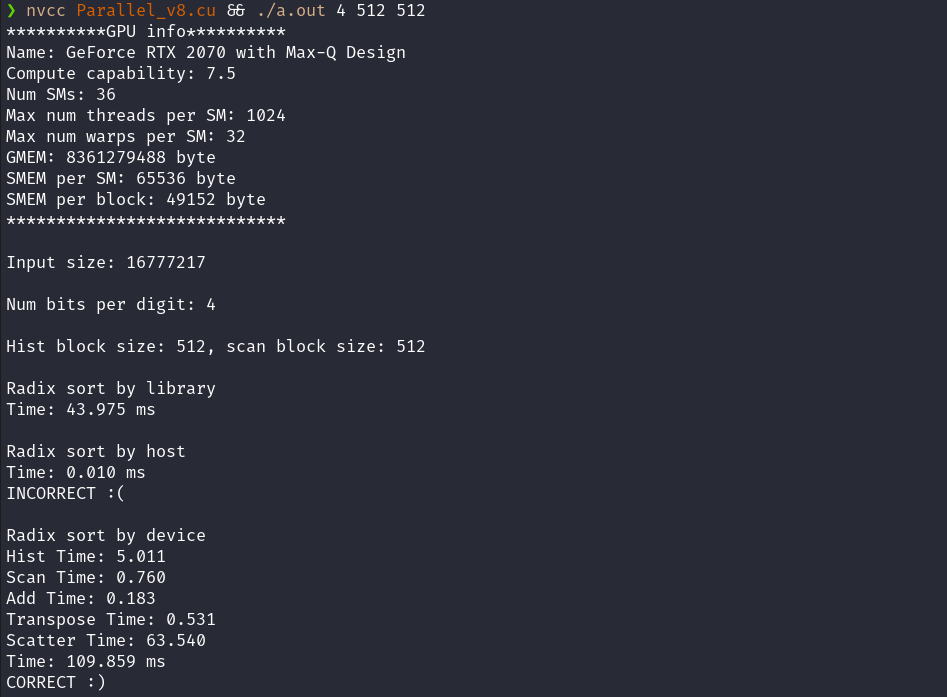 ❯ nvcc Parallel_v8.cu && ./a.out 4 512 512
**********GPU info**********
Name: GeForce RTX 2070 with Max-Q Design
Compute capability: 7.5
Num SMs: 36
Max num threads per SM: 1024
Max num warps per SM: 32
GMEM: 8361279488 byte
SMEM per SM: 65536 byte
SMEM per block: 49152 byte
****************************
Input size: 16777217
Num bits per digit: 4
Hist block size: 512, scan block size: 512
Radix sort by library
Time: 43.975 ms
Radix sort by host
Time: 0.010 ms
INCORRECT :(
Radix sort by device
Hist Time: 5.011
Scan Time: 0.760
Add Time: 0.183
Transpose Time: 0.531
Scatter Time: 63.540
Time: 109.859 ms
CORRECT :)